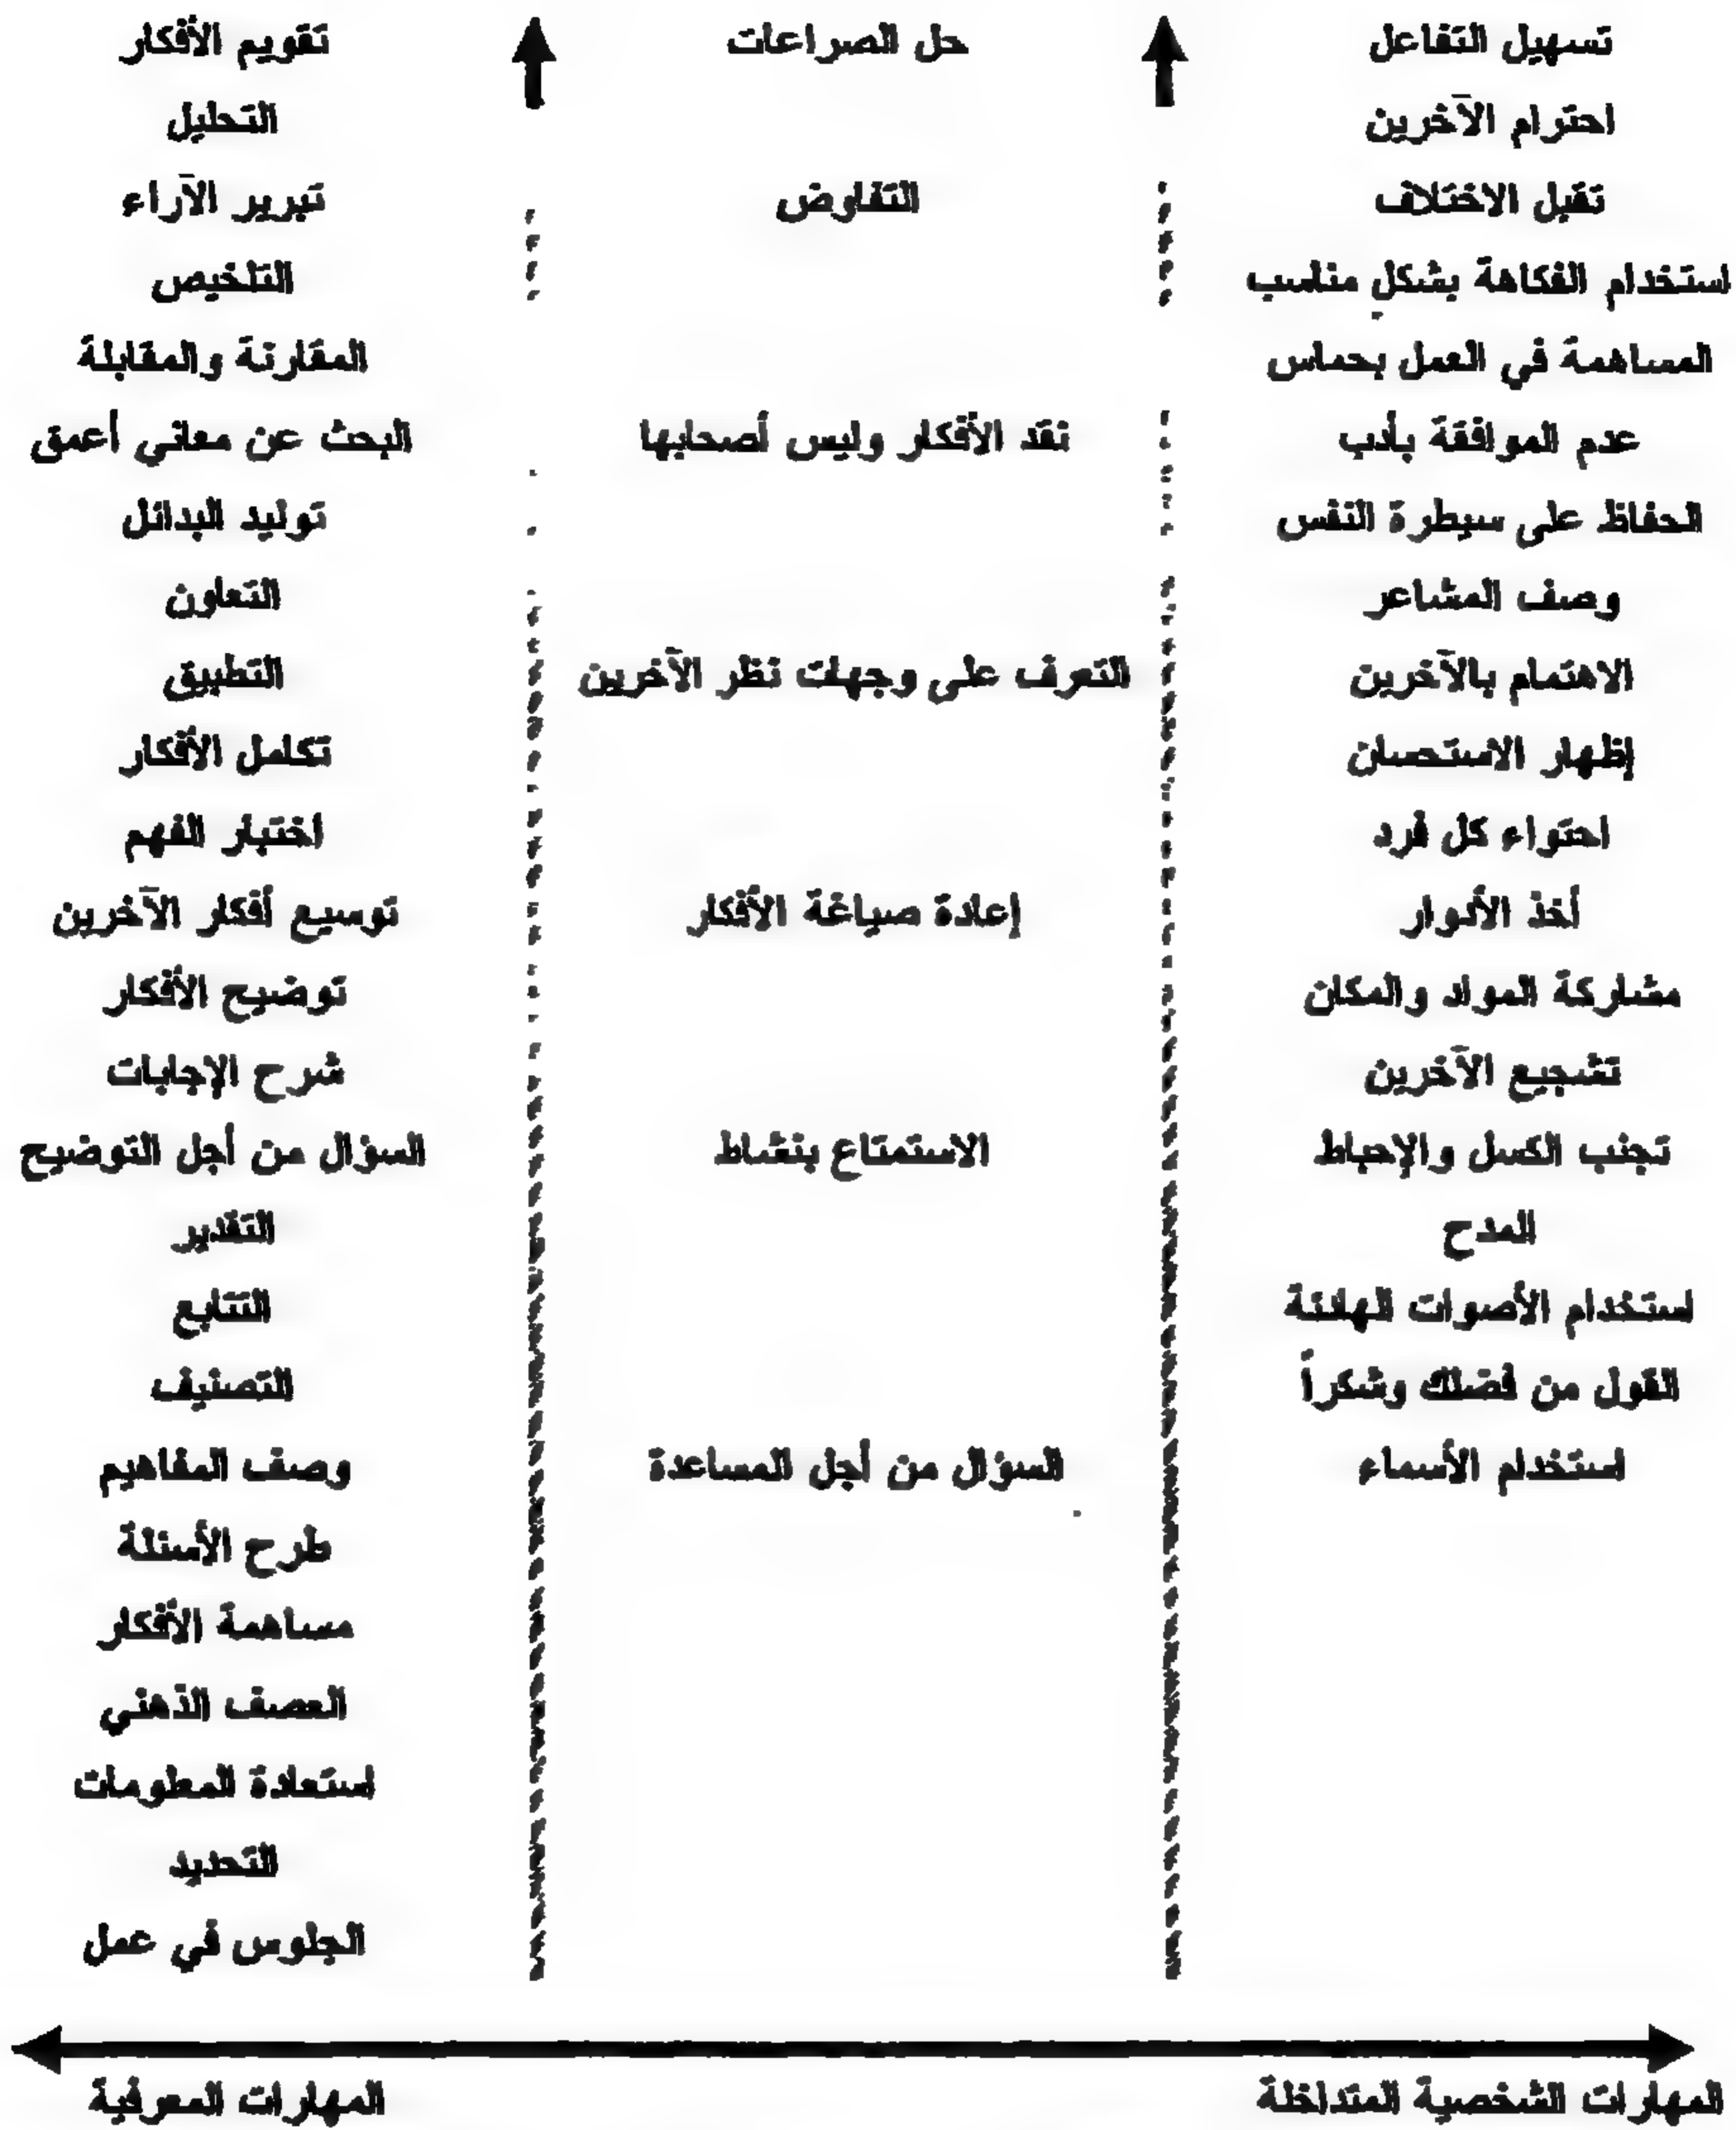 تسهيل التفاعل
حل الصراعات
تقويم الأفكار
احترام الآخرين
التحليل
تقبل الاختلاف
التفاوض
تبرير الآراء
استخدام الفكاهة بشكل مناسب
التلخيص
المساهمة في العمل بحماس
المقارنة والمقابلة
عدم الموافقة بأدب
نقد الأفكار وليس أصحابها
البحث عن معاني أعمق
الحفاظ على سيطرة النفس
توليد البدائل
وصف المشاعر
التعاون
الاهتمام بالآخرين
التعرف على وجهات نظر الآخرين
التطبيق
إظهار الاستحسان
تكامل الأفكار
احتواء كل فرد
اختبار الفهم
أخذ الأدوار
إعادة صياغة الأفكار
توسيع أفكار الآخرين
مشاركة المواد والمكان
توضيح الأفكار
تشجيع الآخرين
شرح الإجابات
تجنب الكسل والإحباط
الاستمتاع بنشاط
السؤال من أجل التوضيح
المدح
التقدير
استخدام الأصوات الهادئة
التتابع
القول من فضلك وشكراً
التصنيف
استخدام الأسماء
السؤال من أجل المساعدة
وصف المفاهيم
طرح الأسئلة
مساهمة الأفكار
العصف الذهني
استعادة المعلومات
التحديد
الجلوس في عمل
المهارات الشخصية المتداخلة
المهارات المعرفية